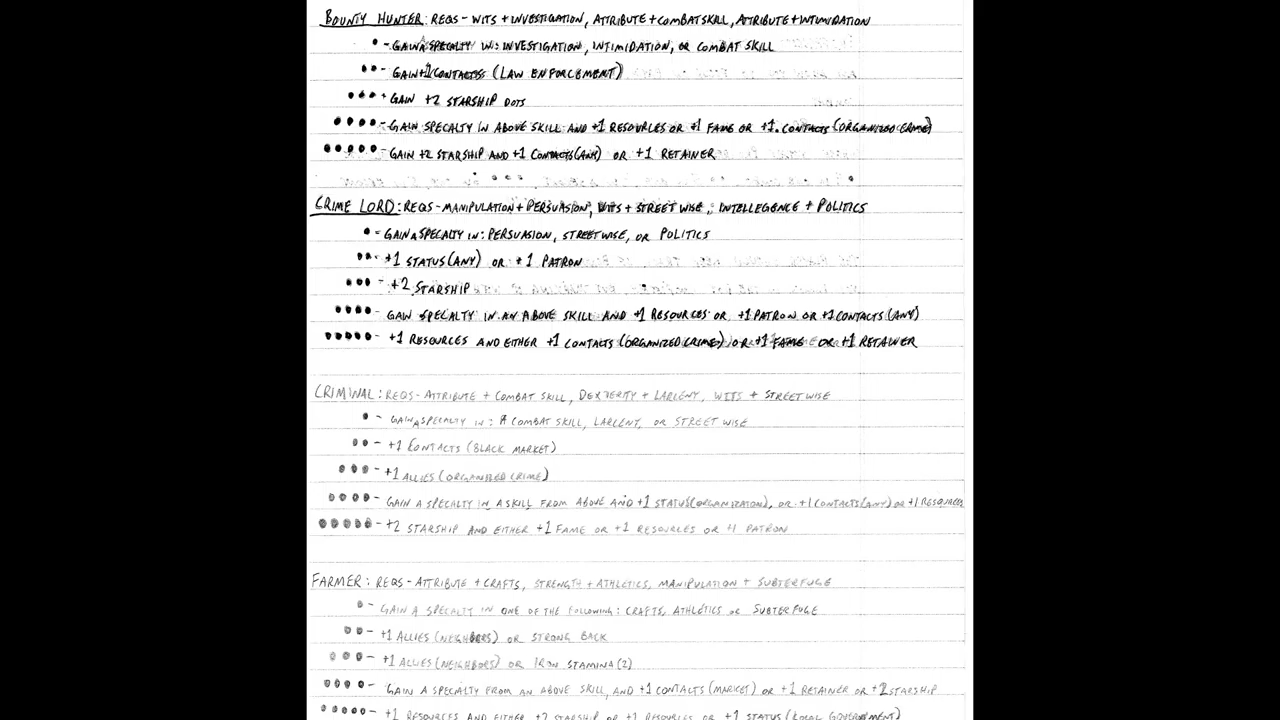 BOUNTY HUNTER: REQS - WITS + INVESTIGATION, ATTRIBUTE + COMBAT SKILL, ATTRIBUTE + INTIMIDATION
• - GAIN A SPECIALTY IN: INVESTIGATION, INTIMIDATION, OR COMBAT SKILL
•• - GAIN +1 CONTACTS (LAW ENFORCEMENT)
••• - GAIN +2 STARSHIP DOTS
•••• - GAIN SPECIALTY IN ABOVE SKILL AND +1 RESOURCES OR +1 FAME OR +1 CONTACTS (ORGANIZED CRIME)
••••• - GAIN +2 STARSHIP AND +1 CONTACTS (ANY) OR +1 RETAINER
CRIME LORD: REQS - MANIPULATION + PERSUASION, WITS + STREET WISE, INTELLEGENCE + POLITICS
• - GAIN A SPECIALTY IN: PERSUASION, STREETWISE, OR POLITICS
•• - +1 STATUS (ANY) OR +1 PATRON
••• - +2 STARSHIP
•••• - GAIN SPECIALTY IN AN ABOVE SKILL AND +1 RESOURCES OR +1 PATRON OR +1 CONTACTS (ANY)
••••• - +1 RESOURCES AND EITHER +1 CONTACTS (ORGANIZED CRIME) OR +1 FAME OR +1 RETAINER
CRIMINAL: REQS - ATTRIBUTE + COMBAT SKILL, DEXTERITY + LARCENY, WITS + STREET WISE
• - GAIN A SPECIALTY IN: A COMBAT SKILL, LARCENY, OR STREET WISE
•• - +1 CONTACTS (BLACK MARKET)
••• - +1 ALLIES (ORGANIZED CRIME)
•••• - GAIN A SPECIALTY IN A SKILL FROM ABOVE AND +1 STATUS (ORGANIZATION), OR +1 CONTACTS (ANY) OR +1 RESOURCES
••••• - +2 STARSHIP AND EITHER +1 FAME OR +1 RESOURCES OR +1 PATRON
FARMER: REQS - ATTRIBUTE + CRAFTS, STRENGTH + ATHLETICS, MANIPULATION + SUBTERFUGE
• - GAIN A SPECIALTY IN ONE OF THE FOLLOWING: CRAFTS, ATHLETICS OR SUBTERFUGE
•• - +1 ALLIES (NEIGHBORS) OR STRONG BACK
••• - +1 ALLIES (NEIGHBORS) OR IRON STAMINA (2)
•••• - GAIN A SPECIALTY FROM AN ABOVE SKILL, AND +1 CONTACTS (MARKET) OR +1 RETAINER OR +2 STARSHIP
••••• - +1 RESOURCES AND EITHER +2 STARSHIP OR +1 RESOURCES OR +1 STATUS (LOCAL GOVERNMENT)